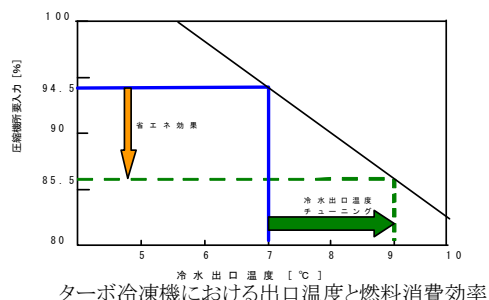 100
94.5
90
85.5
80
圧縮機所要入力 [%]
省エネ効果
冷水出口温度
チューニング
5 6 7 8 9 10
冷水出口温度 [℃]
ターボ冷凍機における出口温度と燃料消費効率